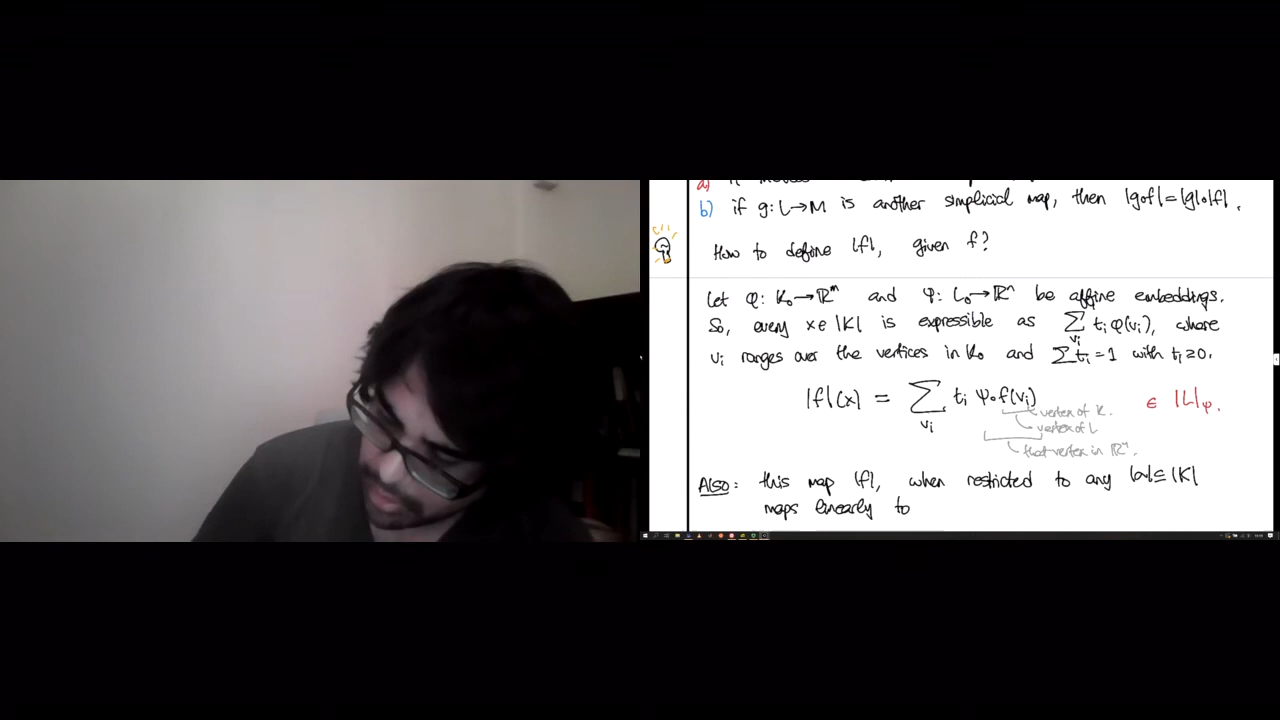 a)
b) if g: L→M is another simplicial map, then |g∘f|=|g|∘|f|.
How to define |f|, given f?
Let φ: K₀→ℝᵐ and ψ: L₀→ℝⁿ be affine embeddings.
So, every x∈|K| is expressible as ∑ tᵢ φ(vᵢ), where
vᵢ
vᵢ ranges over the vertices in K₀ and ∑tᵢ=1 with tᵢ≥0.
|f|(x) = ∑ tᵢ ψ∘f(vᵢ) ∈ |L|ψ.
vᵢ
vertex of K.
vertex of L
that vertex in ℝⁿ.
Also: this map |f|, when restricted to any |α|⊆|K|
maps linearly to